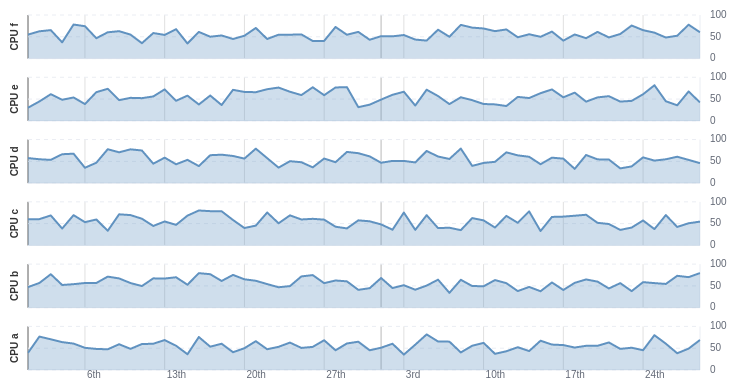 CPU f 100 50 0
CPU e 100 50 0
CPU d 100 50 0
CPU c 100 50 0
CPU b 100 50 0
CPU a 100 50 0
6th 13th 20th 27th 3rd 10th 17th 24th